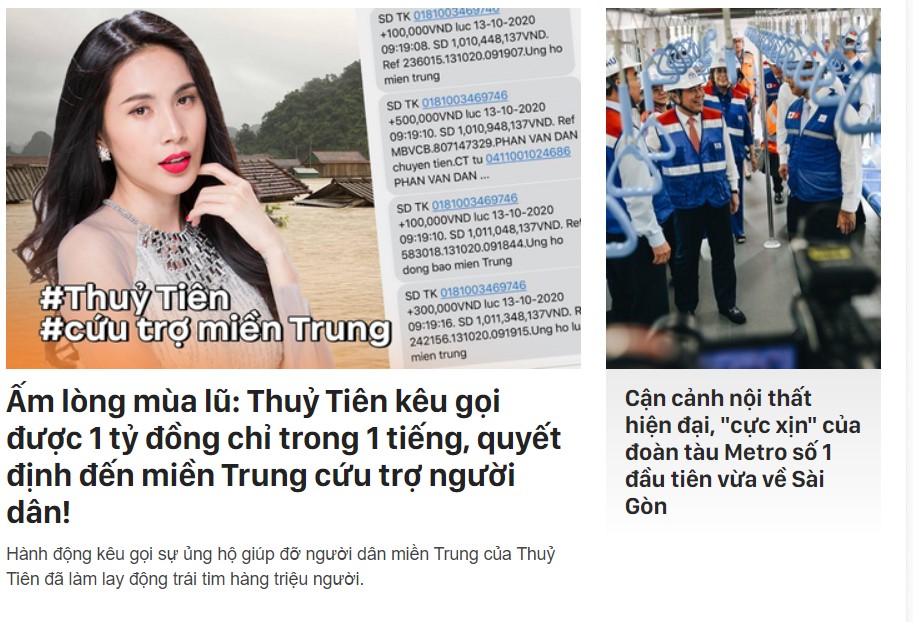 SD TK 0181003469746
+100,000VND luc 13-10-2020
09:19:08. SD 1,010,448,137VND.
Ref 236015.131020.091907.Ung ho
mien trung
SD TK 0181003469746
+500,000VND luc 13-10-2020
09:19:10. SD 1,010,948,137VND. Ref
MBVCB.807147329.PHAN VAN DAN
chuyen tien.CT tu 0411001024686
PHAN VAN DAN ...
SD TK 0181003469746
+100,000VND luc 13-10-2020
09:19:10. SD 1,011,048,137VND. Ref
583018.131020.091844.Ung ho
dong bao mien Trung
SD TK 0181003469746
+300,000VND luc 13-10-2020
09:19:16. SD 1,011,348,137VND. Ref
242156.131020.091915.Ung ho lu
mien trung
#Thuỷ Tiên
#cứu trợ miền Trung
Ấm lòng mùa lũ: Thuỷ Tiên kêu gọi
được 1 tỷ đồng chỉ trong 1 tiếng, quyết
định đến miền Trung cứu trợ người
dân!
Hành động kêu gọi sự ủng hộ giúp đỡ người dân miền Trung của Thuỷ
Tiên đã làm lay động trái tim hàng triệu người.
Cận cảnh nội thất
hiện đại, "cực xịn" của
đoàn tàu Metro số 1
đầu tiên vừa về Sài
Gòn